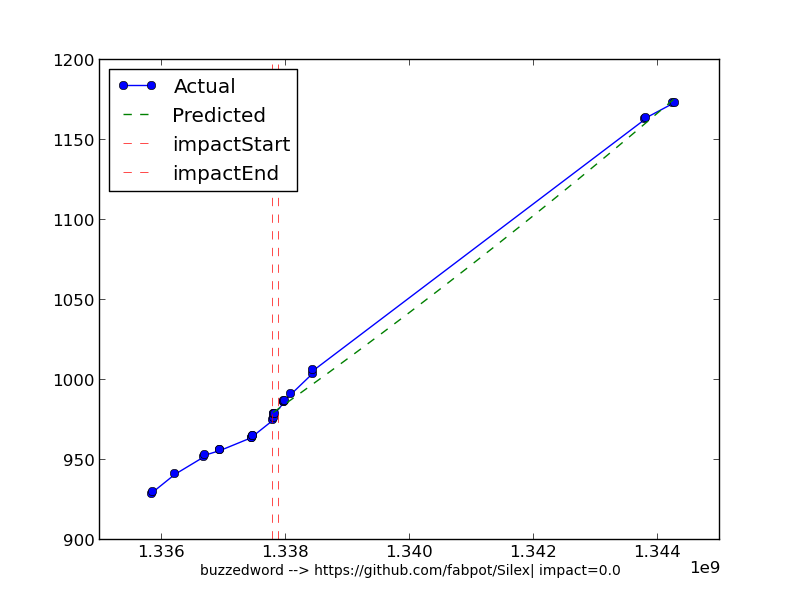 1200
1150
1100
1050
1000
950
900
Actual
Predicted
impactStart
impactEnd
1.336 1.338 1.340 1.342 1.344
1e9
buzzedword --> https://github.com/fabpot/Silex| impact=0.0